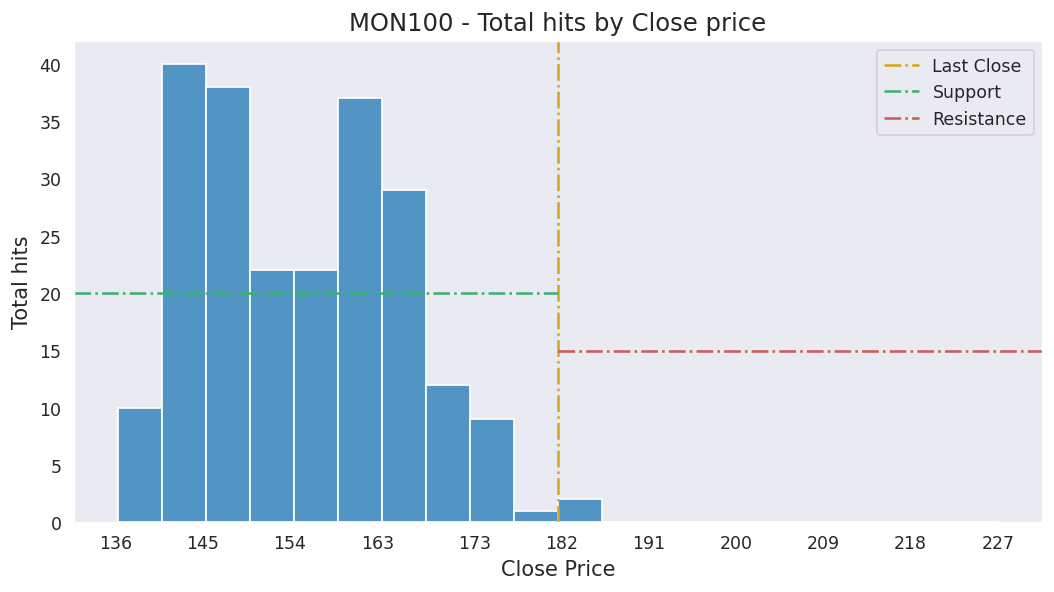 MON100 - Total hits by Close price
Last Close
Support
Resistance
Total hits
40
35
30
25
20
15
10
5
0
136 145 154 163 173 182 191 200 209 218 227
Close Price